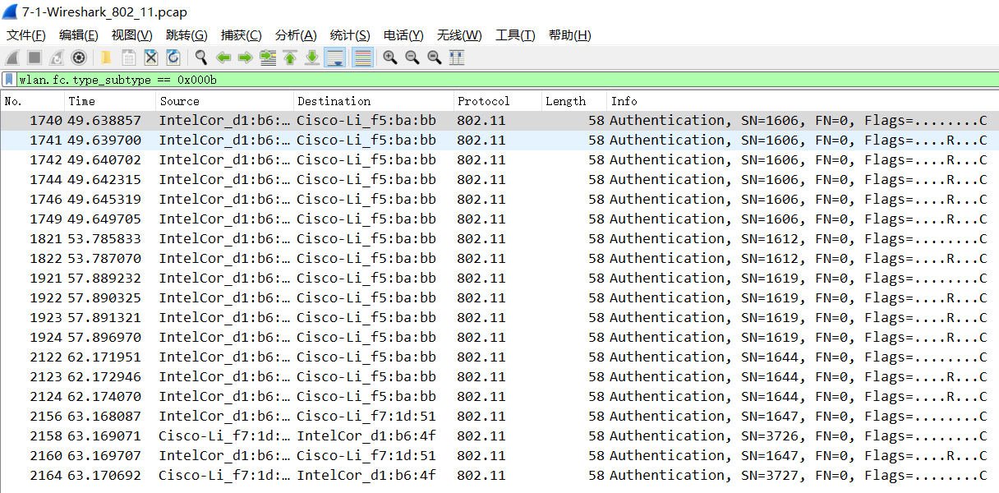 7-1-Wireshark_802_11.pcap
文件(F) 编辑(E) 视图(V) 跳转(G) 捕获(C) 分析(A) 统计(S) 电话(Y) 无线(W) 工具(T) 帮助(H)
wlan.fc.type_subtype == 0x000b
No. Time Source Destination Protocol Length Info
1740 49.638857 IntelCor_d1:b6:… Cisco-Li_f5:ba:bb 802.11 58 Authentication, SN=1606, FN=0, Flags=........C
1741 49.639700 IntelCor_d1:b6:… Cisco-Li_f5:ba:bb 802.11 58 Authentication, SN=1606, FN=0, Flags=....R...C
1742 49.640702 IntelCor_d1:b6:… Cisco-Li_f5:ba:bb 802.11 58 Authentication, SN=1606, FN=0, Flags=....R...C
1744 49.642315 IntelCor_d1:b6:… Cisco-Li_f5:ba:bb 802.11 58 Authentication, SN=1606, FN=0, Flags=....R...C
1746 49.645319 IntelCor_d1:b6:… Cisco-Li_f5:ba:bb 802.11 58 Authentication, SN=1606, FN=0, Flags=....R...C
1749 49.649705 IntelCor_d1:b6:… Cisco-Li_f5:ba:bb 802.11 58 Authentication, SN=1606, FN=0, Flags=....R...C
1821 53.785833 IntelCor_d1:b6:… Cisco-Li_f5:ba:bb 802.11 58 Authentication, SN=1612, FN=0, Flags=........C
1822 53.787070 IntelCor_d1:b6:… Cisco-Li_f5:ba:bb 802.11 58 Authentication, SN=1612, FN=0, Flags=....R...C
1921 57.889232 IntelCor_d1:b6:… Cisco-Li_f5:ba:bb 802.11 58 Authentication, SN=1619, FN=0, Flags=........C
1922 57.890325 IntelCor_d1:b6:… Cisco-Li_f5:ba:bb 802.11 58 Authentication, SN=1619, FN=0, Flags=....R...C
1923 57.891321 IntelCor_d1:b6:… Cisco-Li_f5:ba:bb 802.11 58 Authentication, SN=1619, FN=0, Flags=....R...C
1924 57.896970 IntelCor_d1:b6:… Cisco-Li_f5:ba:bb 802.11 58 Authentication, SN=1619, FN=0, Flags=....R...C
2122 62.171951 IntelCor_d1:b6:… Cisco-Li_f5:ba:bb 802.11 58 Authentication, SN=1644, FN=0, Flags=........C
2123 62.172946 IntelCor_d1:b6:… Cisco-Li_f5:ba:bb 802.11 58 Authentication, SN=1644, FN=0, Flags=....R...C
2124 62.174070 IntelCor_d1:b6:… Cisco-Li_f5:ba:bb 802.11 58 Authentication, SN=1644, FN=0, Flags=....R...C
2156 63.168087 IntelCor_d1:b6:… Cisco-Li_f7:1d:51 802.11 58 Authentication, SN=1647, FN=0, Flags=........C
2158 63.169071 Cisco-Li_f7:1d:… IntelCor_d1:b6:4f 802.11 58 Authentication, SN=3726, FN=0, Flags=........C
2160 63.169707 IntelCor_d1:b6:… Cisco-Li_f7:1d:51 802.11 58 Authentication, SN=1647, FN=0, Flags=....R...C
2164 63.170692 Cisco-Li_f7:1d:… IntelCor_d1:b6:4f 802.11 58 Authentication, SN=3727, FN=0, Flags=........C